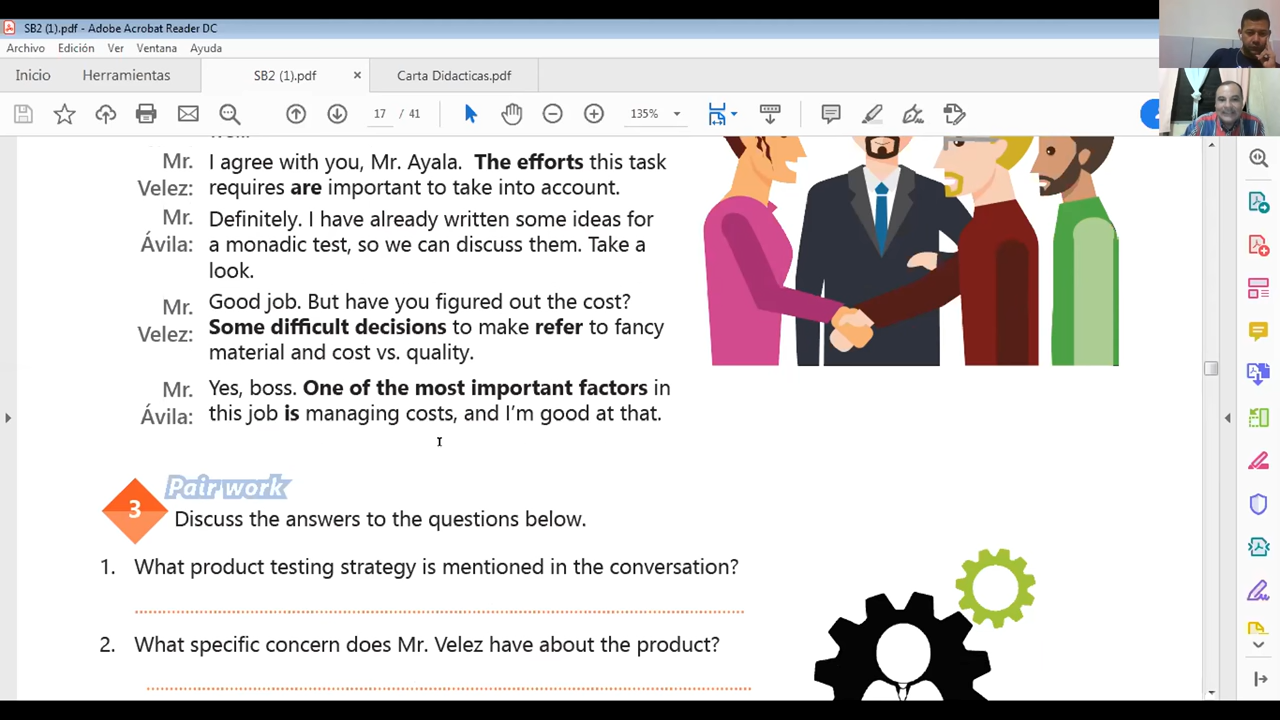 SB2 (1).pdf - Adobe Acrobat Reader DC
Archivo Edición Ver Ventana Ayuda
Inicio Herramientas SB2 (1).pdf × Carta Didacticas.pdf
17 / 41 135%
Mr. Velez: I agree with you, Mr. Ayala. The efforts this task
requires are important to take into account.
Mr. Ávila: Definitely. I have already written some ideas for
a monadic test, so we can discuss them. Take a
look.
Mr. Velez: Good job. But have you figured out the cost?
Some difficult decisions to make refer to fancy
material and cost vs. quality.
Mr. Ávila: Yes, boss. One of the most important factors in
this job is managing costs, and I'm good at that.
Pair work
3 Discuss the answers to the questions below.
1. What product testing strategy is mentioned in the conversation?
2. What specific concern does Mr. Velez have about the product?